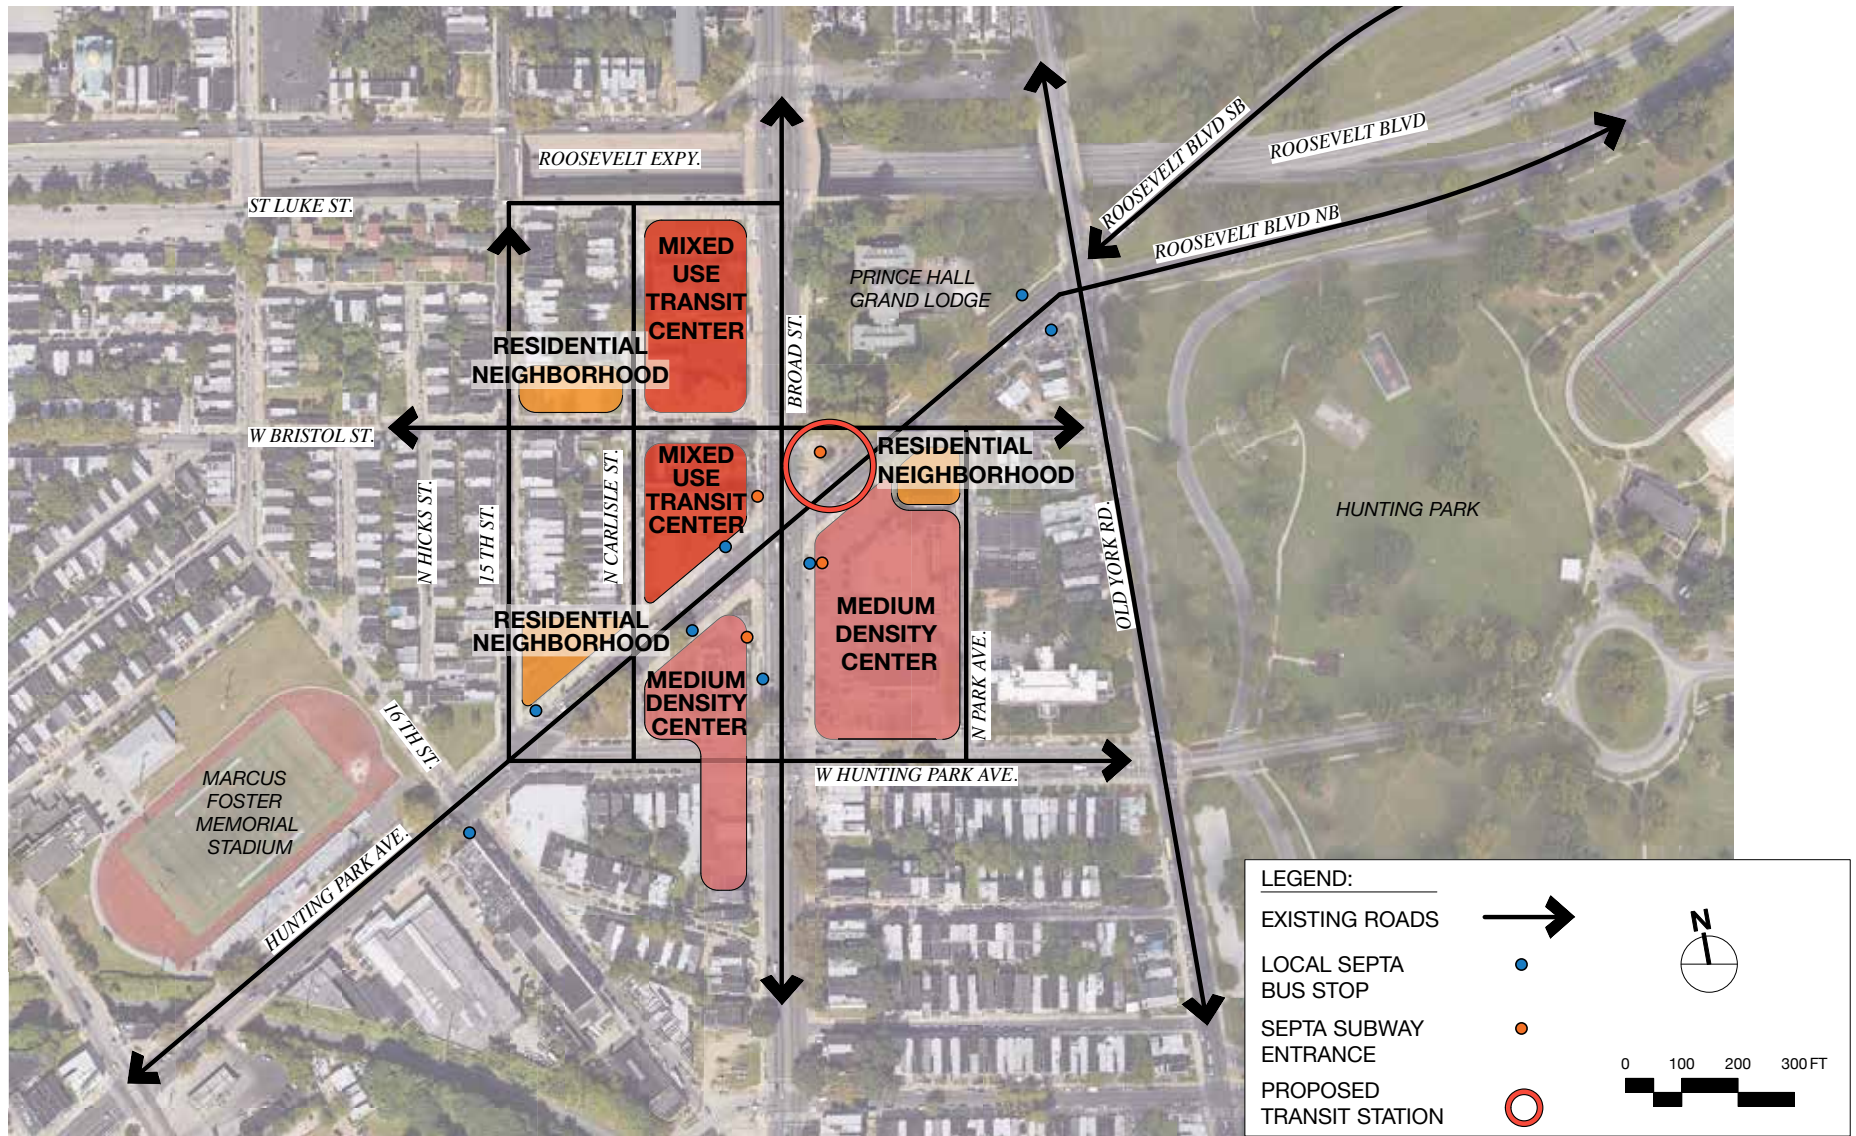 ROOSEVELT BLVD SB
ROOSEVELT BLVD
ROOSEVELT EXPY.
ST LUKE ST.
ROOSEVELT BLVD NB
MIXED
USE
TRANSIT
CENTER
PRINCE HALL
GRAND LODGE
RESIDENTIAL
NEIGHBORHOOD
BROAD ST.
W BRISTOL ST.
MIXED
USE
TRANSIT
CENTER
RESIDENTIAL
NEIGHBORHOOD
N HICKS ST.
15 TH ST.
N CARLISLE ST.
OLD YORK RD.
HUNTING PARK
RESIDENTIAL
NEIGHBORHOOD
MEDIUM
DENSITY
CENTER
MEDIUM
DENSITY
CENTER
N PARK AVE.
16 TH ST.
W HUNTING PARK AVE.
MARCUS
FOSTER
MEMORIAL
STADIUM
HUNTING PARK AVE.
LEGEND:
EXISTING ROADS
LOCAL SEPTA
BUS STOP
SEPTA SUBWAY
ENTRANCE
PROPOSED
TRANSIT STATION
N
0 100 200 300 FT